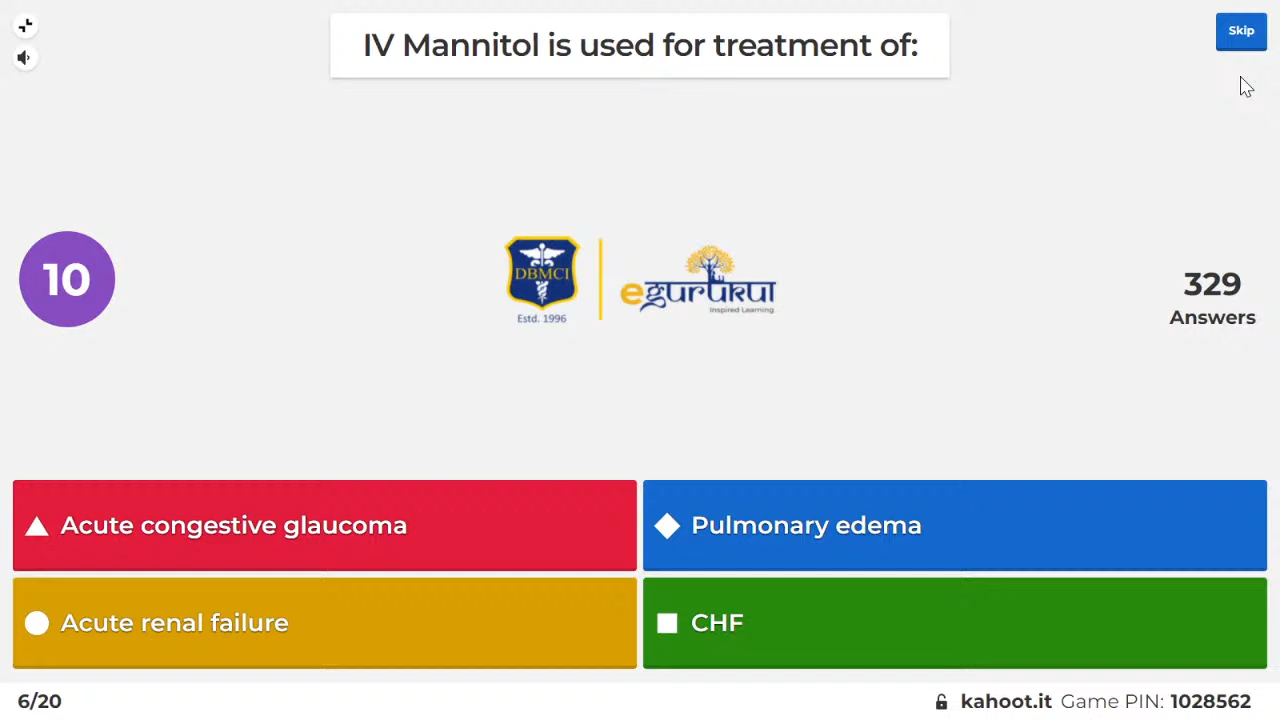 IV Mannitol is used for treatment of:
Skip
10
DBMCI
Estd. 1996
egurukul
Inspired Learning
329
Answers
Acute congestive glaucoma
Pulmonary edema
Acute renal failure
CHF
6/20
kahoot.it Game PIN: 1028562